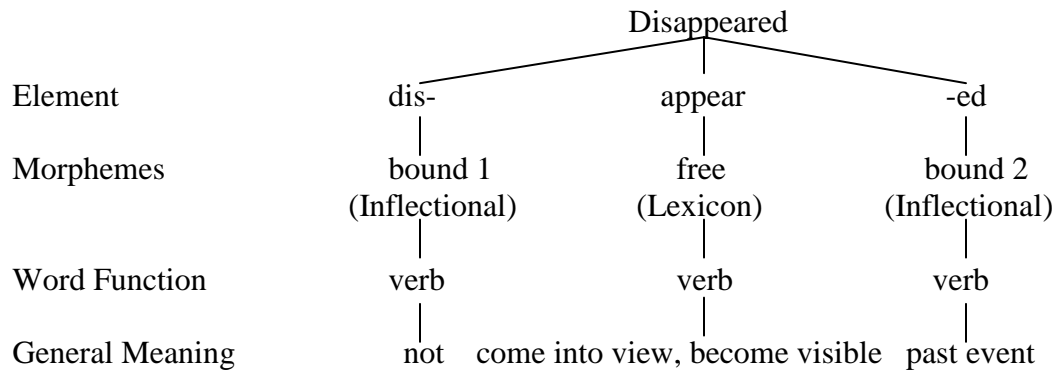 Disappeared
Element dis- appear -ed
Morphemes bound 1 free bound 2
(Inflectional) (Lexicon) (Inflectional)
Word Function verb verb verb
General Meaning not come into view, become visible past event